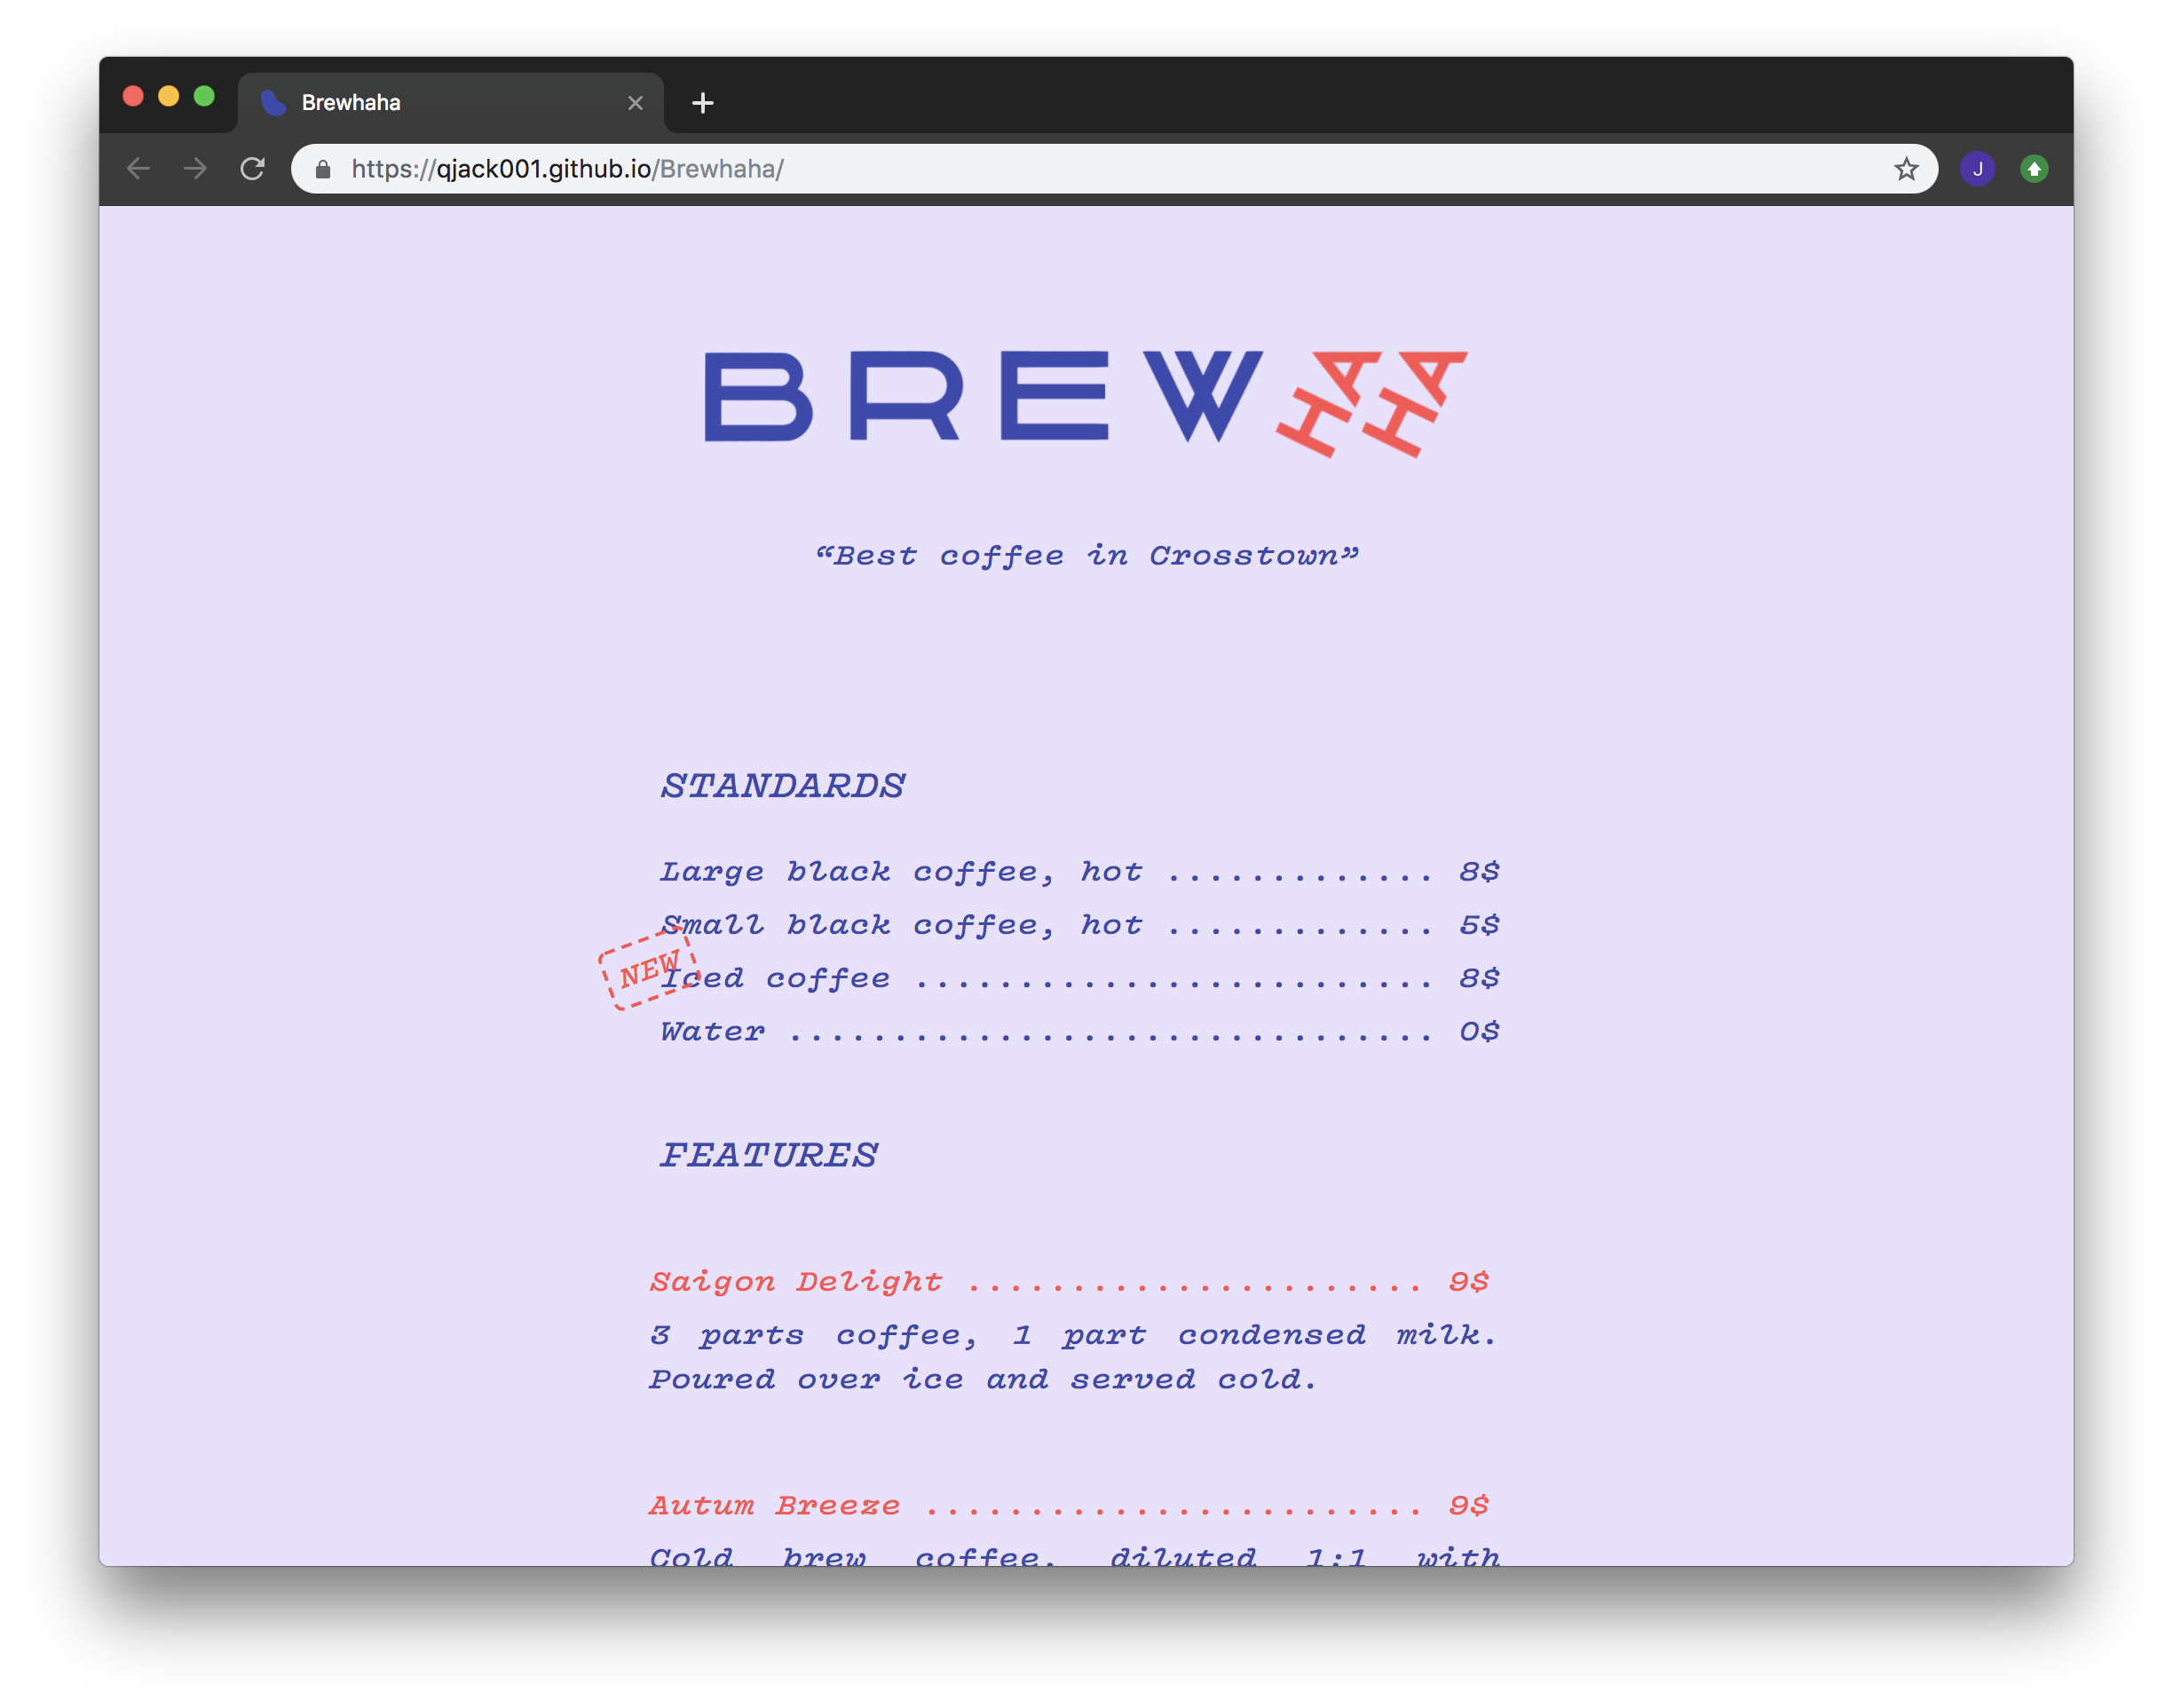 Brewhaha
https://qjack001.github.io/Brewhaha/
J
BREWHAHA
“Best coffee in Crosstown”
STANDARDS
Large black coffee, hot ............. 8$
Small black coffee, hot ............. 5$
NEW
Iced coffee ......................... 8$
Water ............................... 0$
FEATURES
Saigon Delight ...................... 9$
3 parts coffee, 1 part condensed milk.
Poured over ice and served cold.
Autum Breeze ........................ 9$
Cold brew coffee, diluted 1:1 with